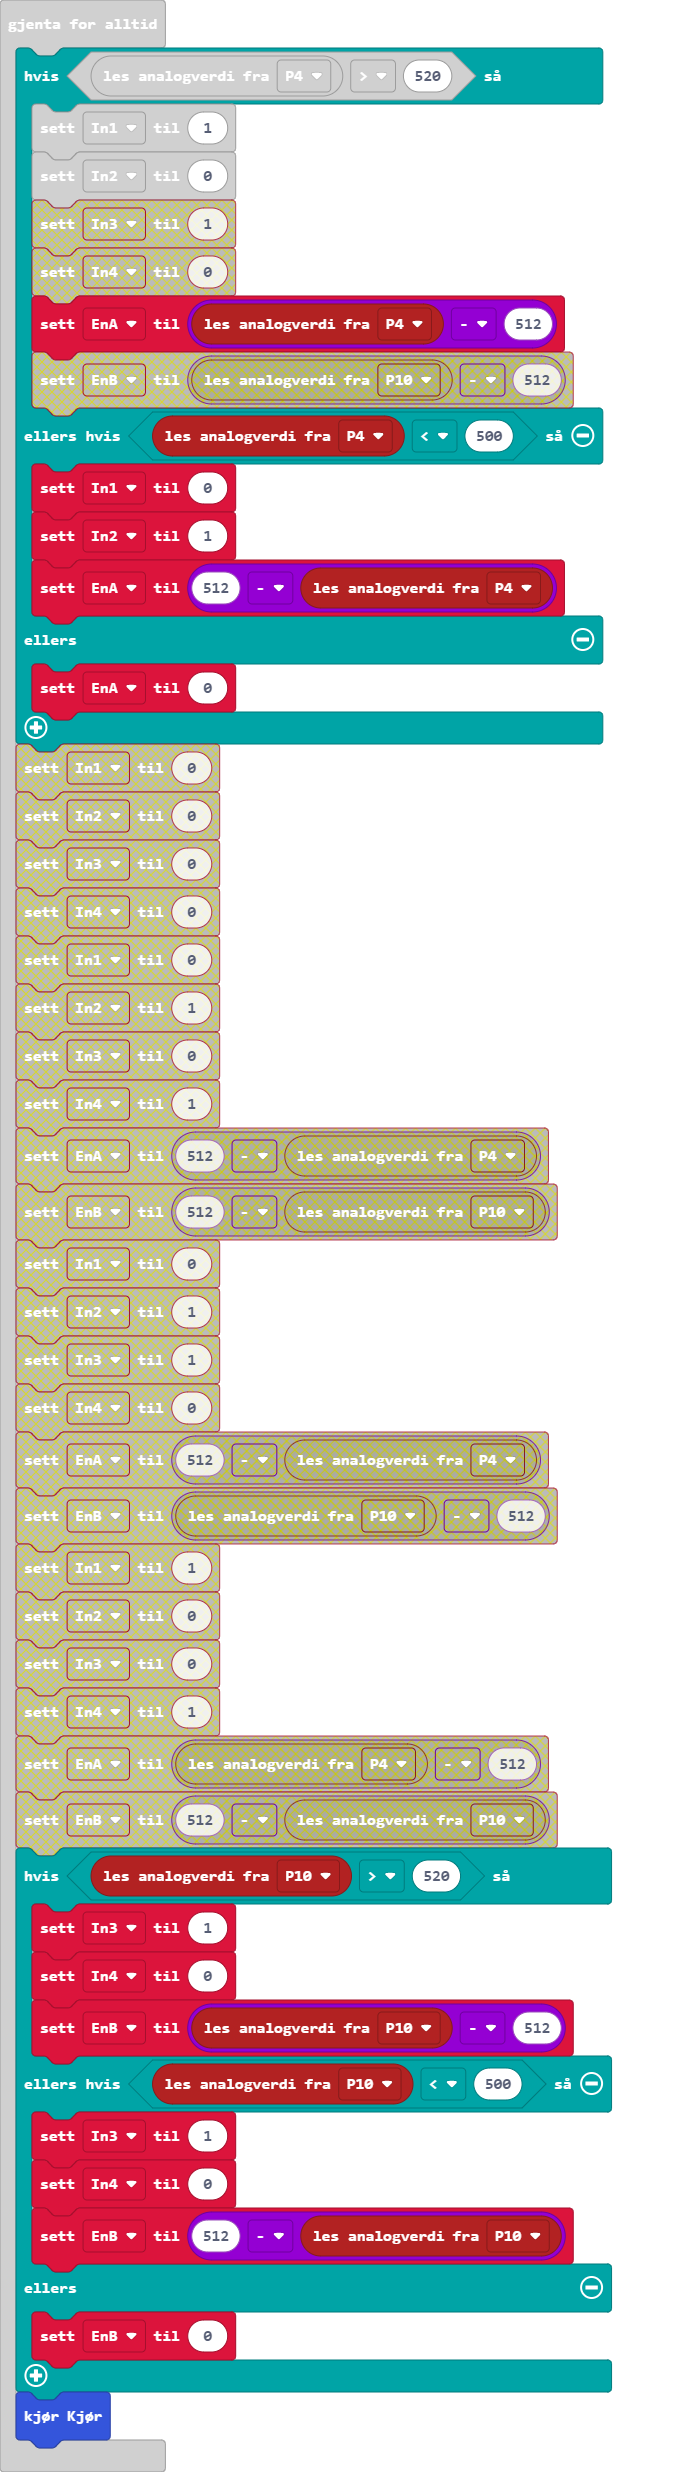 gjenta for alltid
hvis les analogverdi fra P4 > 520 så
sett In1 til 1
sett In2 til 0
sett In3 til 1
sett In4 til 0
sett EnA til les analogverdi fra P4 - 512
sett EnB til les analogverdi fra P10 - 512
ellers hvis les analogverdi fra P4 < 500 så
sett In1 til 0
sett In2 til 1
sett EnA til 512 - les analogverdi fra P4
ellers
sett EnA til 0
sett In1 til 0
sett In2 til 0
sett In3 til 0
sett In4 til 0
sett In1 til 0
sett In2 til 1
sett In3 til 0
sett In4 til 1
sett EnA til 512 - les analogverdi fra P4
sett EnB til 512 - les analogverdi fra P10
sett In1 til 0
sett In2 til 1
sett In3 til 1
sett In4 til 0
sett EnA til 512 - les analogverdi fra P4
sett EnB til les analogverdi fra P10 - 512
sett In1 til 1
sett In2 til 0
sett In3 til 0
sett In4 til 1
sett EnA til les analogverdi fra P4 - 512
sett EnB til 512 - les analogverdi fra P10
hvis les analogverdi fra P10 > 520 så
sett In3 til 1
sett In4 til 0
sett EnB til les analogverdi fra P10 - 512
ellers hvis les analogverdi fra P10 < 500 så
sett In3 til 1
sett In4 til 0
sett EnB til 512 - les analogverdi fra P10
ellers
sett EnB til 0
kjør Kjør